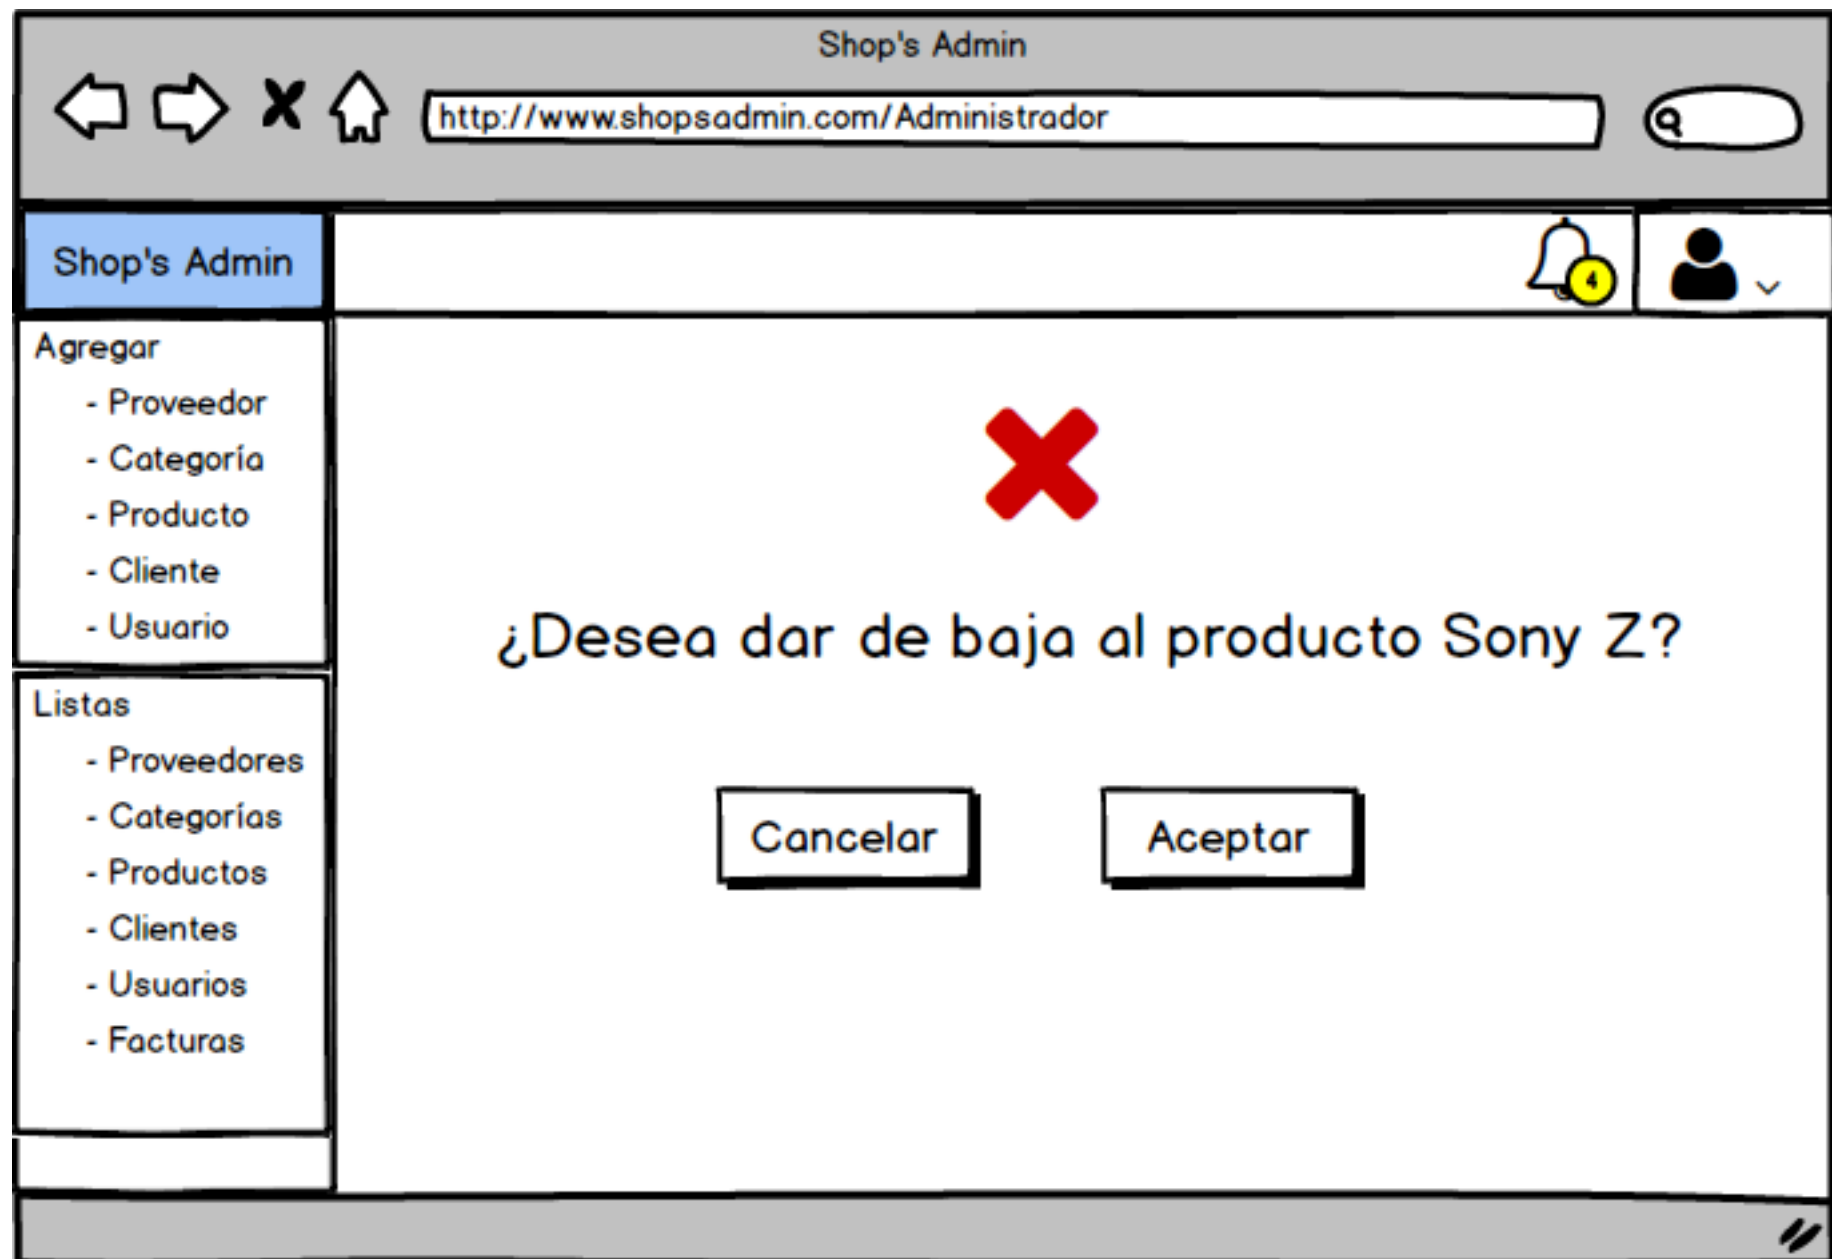 Shop's Admin
http://www.shopsadmin.com/Administrador
Shop's Admin
4
Agregar
- Proveedor
- Categoría
- Producto
- Cliente
- Usuario
Listas
- Proveedores
- Categorías
- Productos
- Clientes
- Usuarios
- Facturas
¿Desea dar de baja al producto Sony Z?
Cancelar
Aceptar